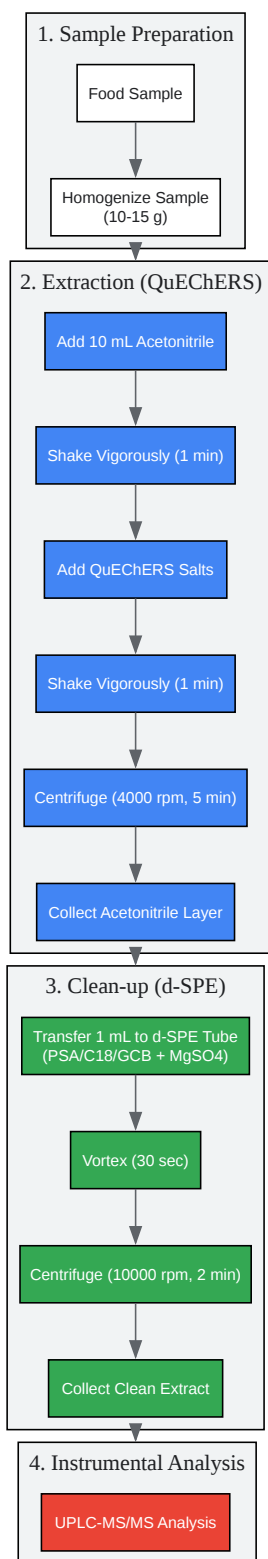 1. Sample Preparation
Food Sample
Homogenize Sample
(10-15 g)
2. Extraction (QuEChERS)
Add 10 mL Acetonitrile
Shake Vigorously (1 min)
Add QuEChERS Salts
Shake Vigorously (1 min)
Centrifuge (4000 rpm, 5 min)
Collect Acetonitrile Layer
3. Clean-up (d-SPE)
Transfer 1 mL to d-SPE Tube
(PSA/C18/GCB + MgSO4)
Vortex (30 sec)
Centrifuge (10000 rpm, 2 min)
Collect Clean Extract
4. Instrumental Analysis
UPLC-MS/MS Analysis